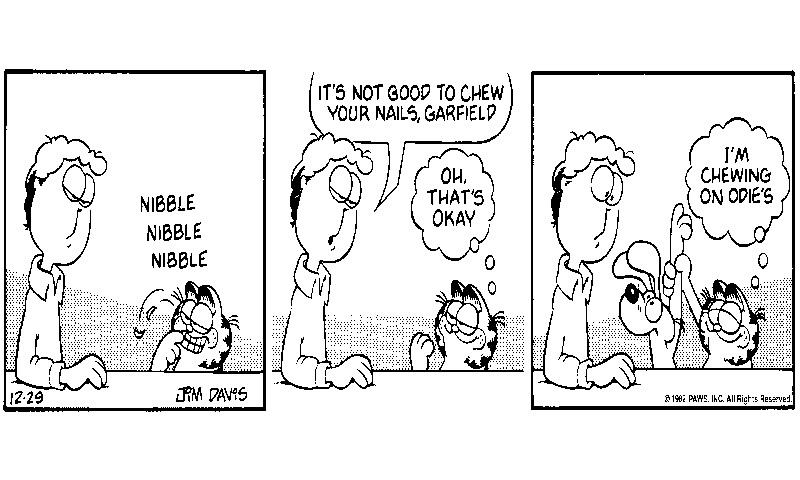 NIBBLE
NIBBLE
NIBBLE
12-29
JIM DAVIS
IT'S NOT GOOD TO CHEW
YOUR NAILS, GARFIELD
OH,
THAT'S
OKAY
I'M
CHEWING
ON ODIE'S
© 1992 PAWS, INC. All Rights Reserved.